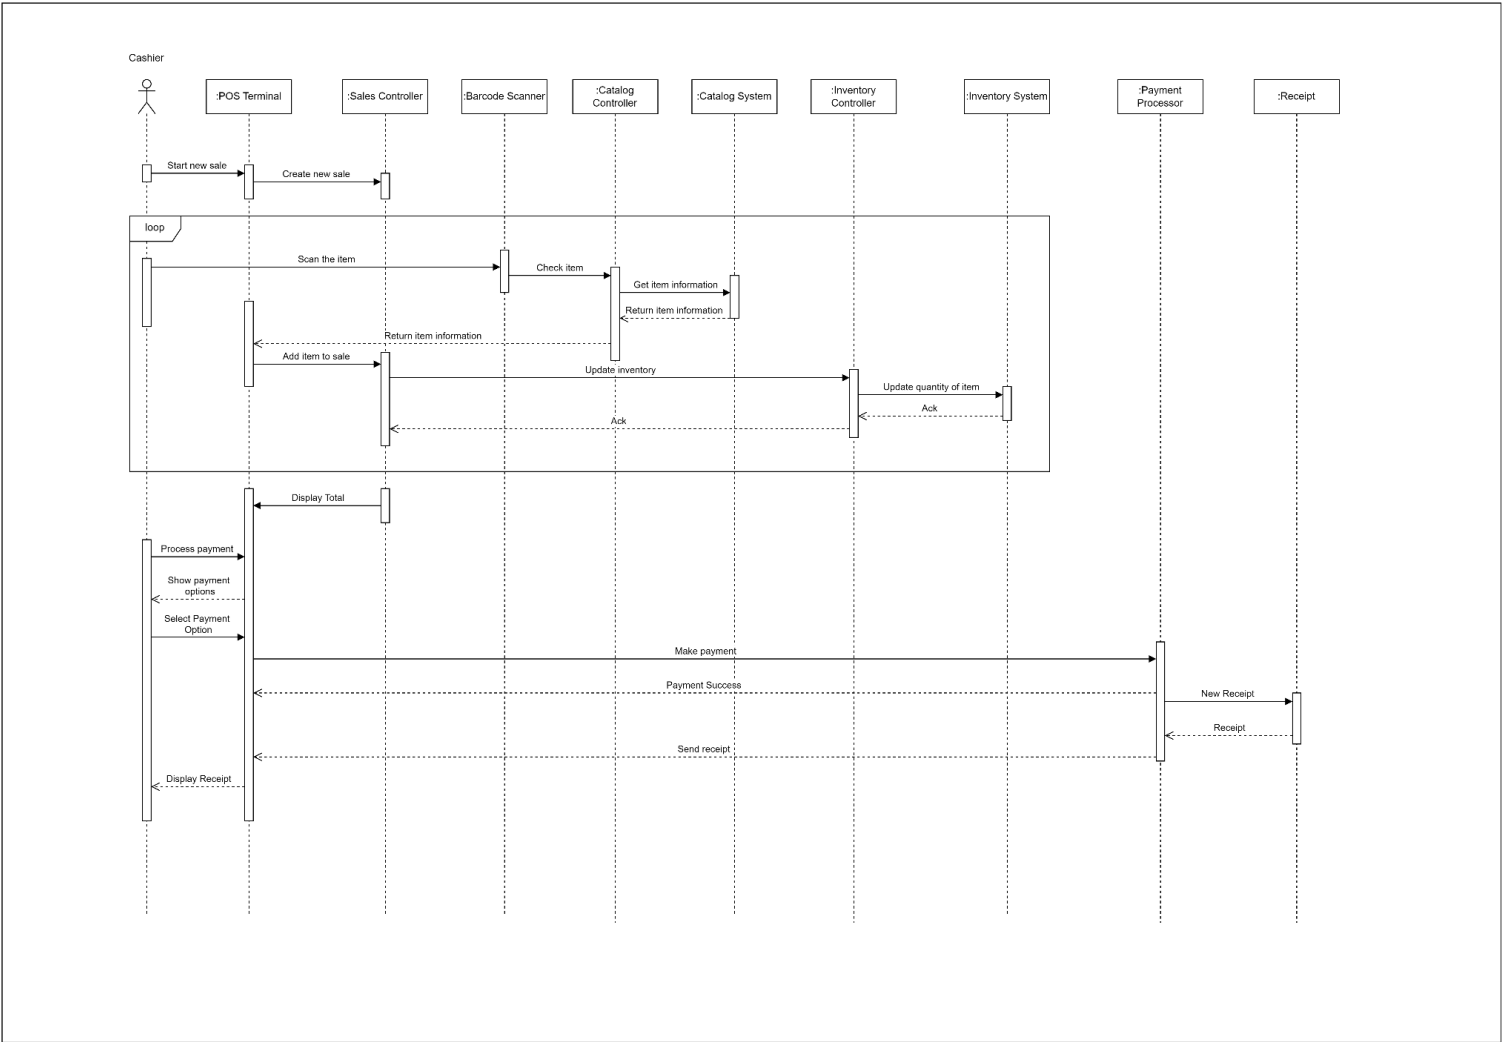 Cashier
:POS Terminal
:Sales Controller
:Barcode Scanner
:Catalog
Controller
:Catalog System
:Inventory
Controller
:Inventory System
:Payment
Processor
:Receipt
Start new sale
Create new sale
loop
Scan the item
Check item
Get item information
Return item information
Return item information
Add item to sale
Update inventory
Update quantity of item
Ack
Ack
Display Total
Process payment
Show payment
options
Select Payment
Option
Make payment
Payment Success
New Receipt
Receipt
Send receipt
Display Receipt